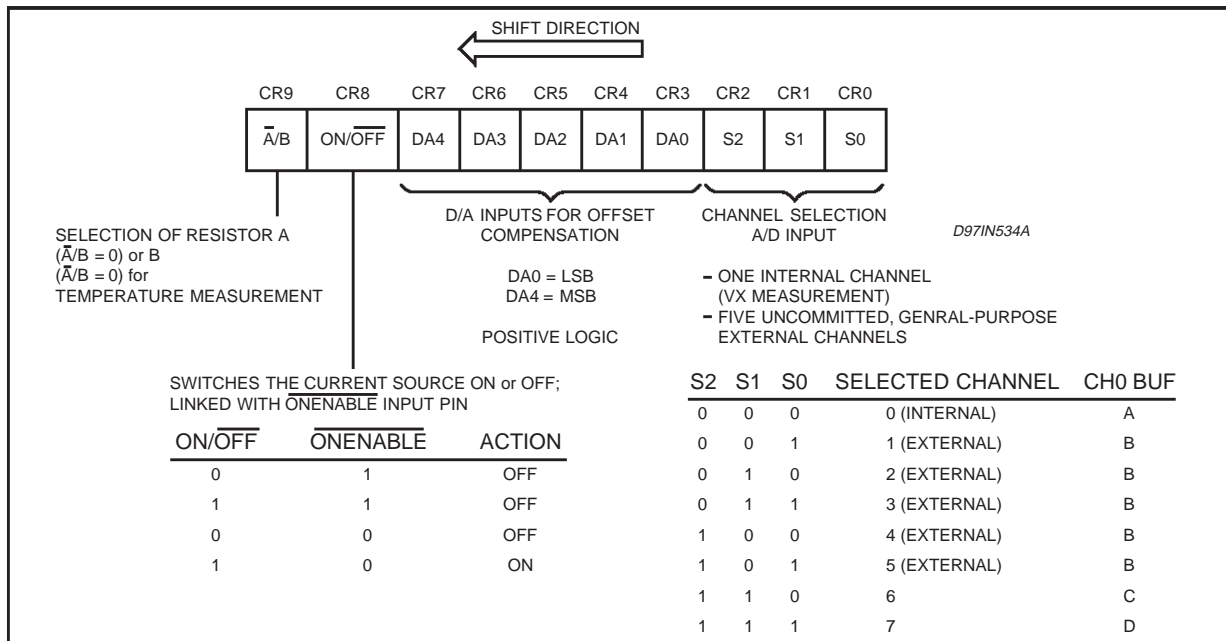 SHIFT DIRECTION
CR9 CR8 CR7 CR6 CR5 CR4 CR3 CR2 CR1 CR0
A̅/B ON/O̅F̅F̅ DA4 DA3 DA2 DA1 DA0 S2 S1 S0
SELECTION OF RESISTOR A
(A̅/B = 0) or B
(A̅/B = 0) for
TEMPERATURE MEASUREMENT
D/A INPUTS FOR OFFSET
COMPENSATION
DA0 = LSB
DA4 = MSB
POSITIVE LOGIC
CHANNEL SELECTION
A/D INPUT
D97IN534A
– ONE INTERNAL CHANNEL
(VX MEASUREMENT)
– FIVE UNCOMMITTED, GENRAL-PURPOSE
EXTERNAL CHANNELS
SWITCHES THE CURRENT SOURCE ON or OFF;
LINKED WITH O̅N̅E̅N̅A̅B̅L̅E̅ INPUT PIN
ON/O̅F̅F̅ O̅N̅E̅N̅A̅B̅L̅E̅ ACTION
0 1 OFF
1 1 OFF
0 0 OFF
1 0 ON
S2 S1 S0 SELECTED CHANNEL CH0 BUF
0 0 0 0 (INTERNAL) A
0 0 1 1 (EXTERNAL) B
0 1 0 2 (EXTERNAL) B
0 1 1 3 (EXTERNAL) B
1 0 0 4 (EXTERNAL) B
1 0 1 5 (EXTERNAL) B
1 1 0 6 C
1 1 1 7 D